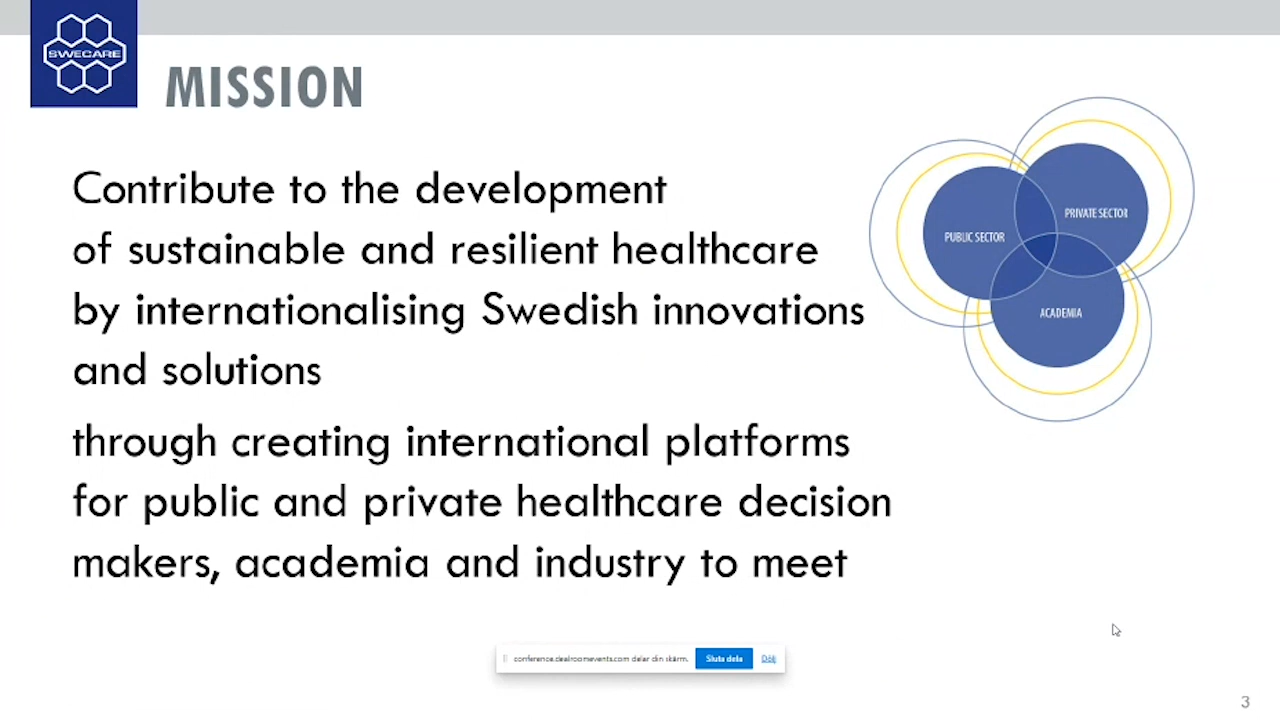 SWECARE
MISSION
Contribute to the development
of sustainable and resilient healthcare
by internationalising Swedish innovations
and solutions
through creating international platforms
for public and private healthcare decision
makers, academia and industry to meet
PRIVATE SECTOR
PUBLIC SECTOR
ACADEMIA
conference.dealroomevents.com delar din skärm. Sluta dela Dölj
3